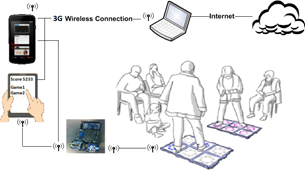 3G Wireless Connection
Internet
Score 5233
Game1
Game2